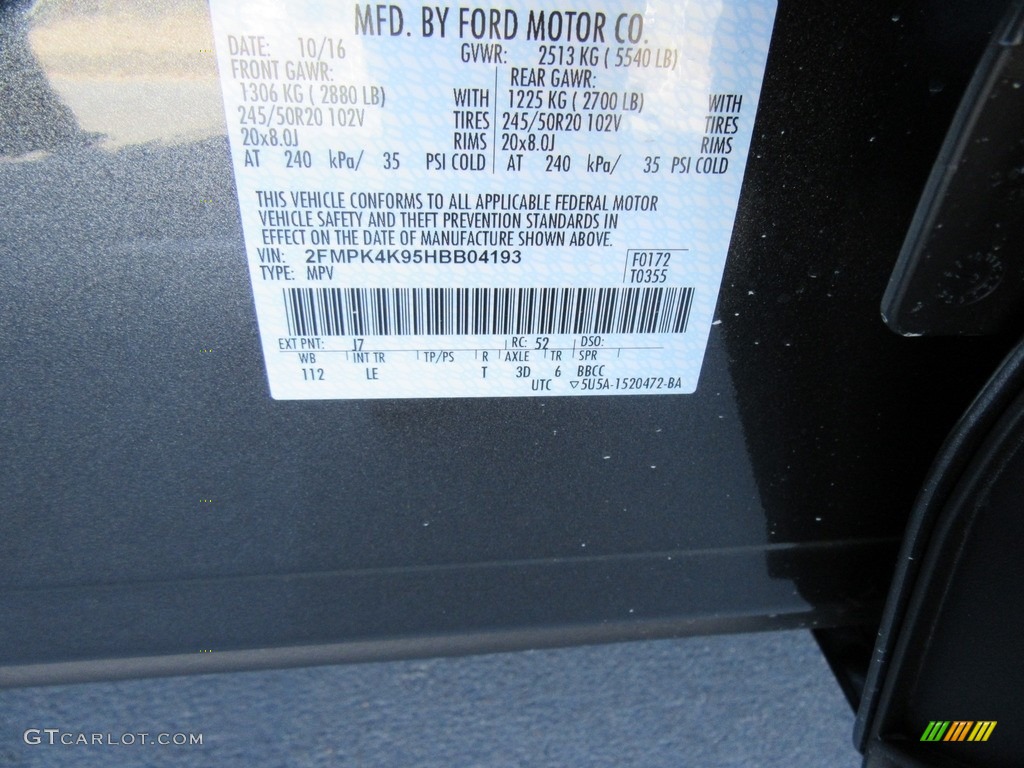 MFD. BY FORD MOTOR CO.
DATE: 10/16 GVWR: 2513 KG ( 5540 LB)
FRONT GAWR: REAR GAWR:
1306 KG ( 2880 LB) WITH 1225 KG ( 2700 LB) WITH
245/50R20 102V TIRES 245/50R20 102V TIRES
20x8.0J RIMS 20x8.0J RIMS
AT 240 kPa/ 35 PSI COLD AT 240 kPa/ 35 PSI COLD
THIS VEHICLE CONFORMS TO ALL APPLICABLE FEDERAL MOTOR
VEHICLE SAFETY AND THEFT PREVENTION STANDARDS IN
EFFECT ON THE DATE OF MANUFACTURE SHOWN ABOVE.
VIN: 2FMPK4K95HBB04193 F0172
TYPE: MPV T0355
EXT PNT: J7 RC: 52 DSO:
WB INT TR TP/PS R AXLE TR SPR
112 LE T 3D 6 BBCC
UTC ▽5U5A-1520472-BA
GTCARLOT.COM